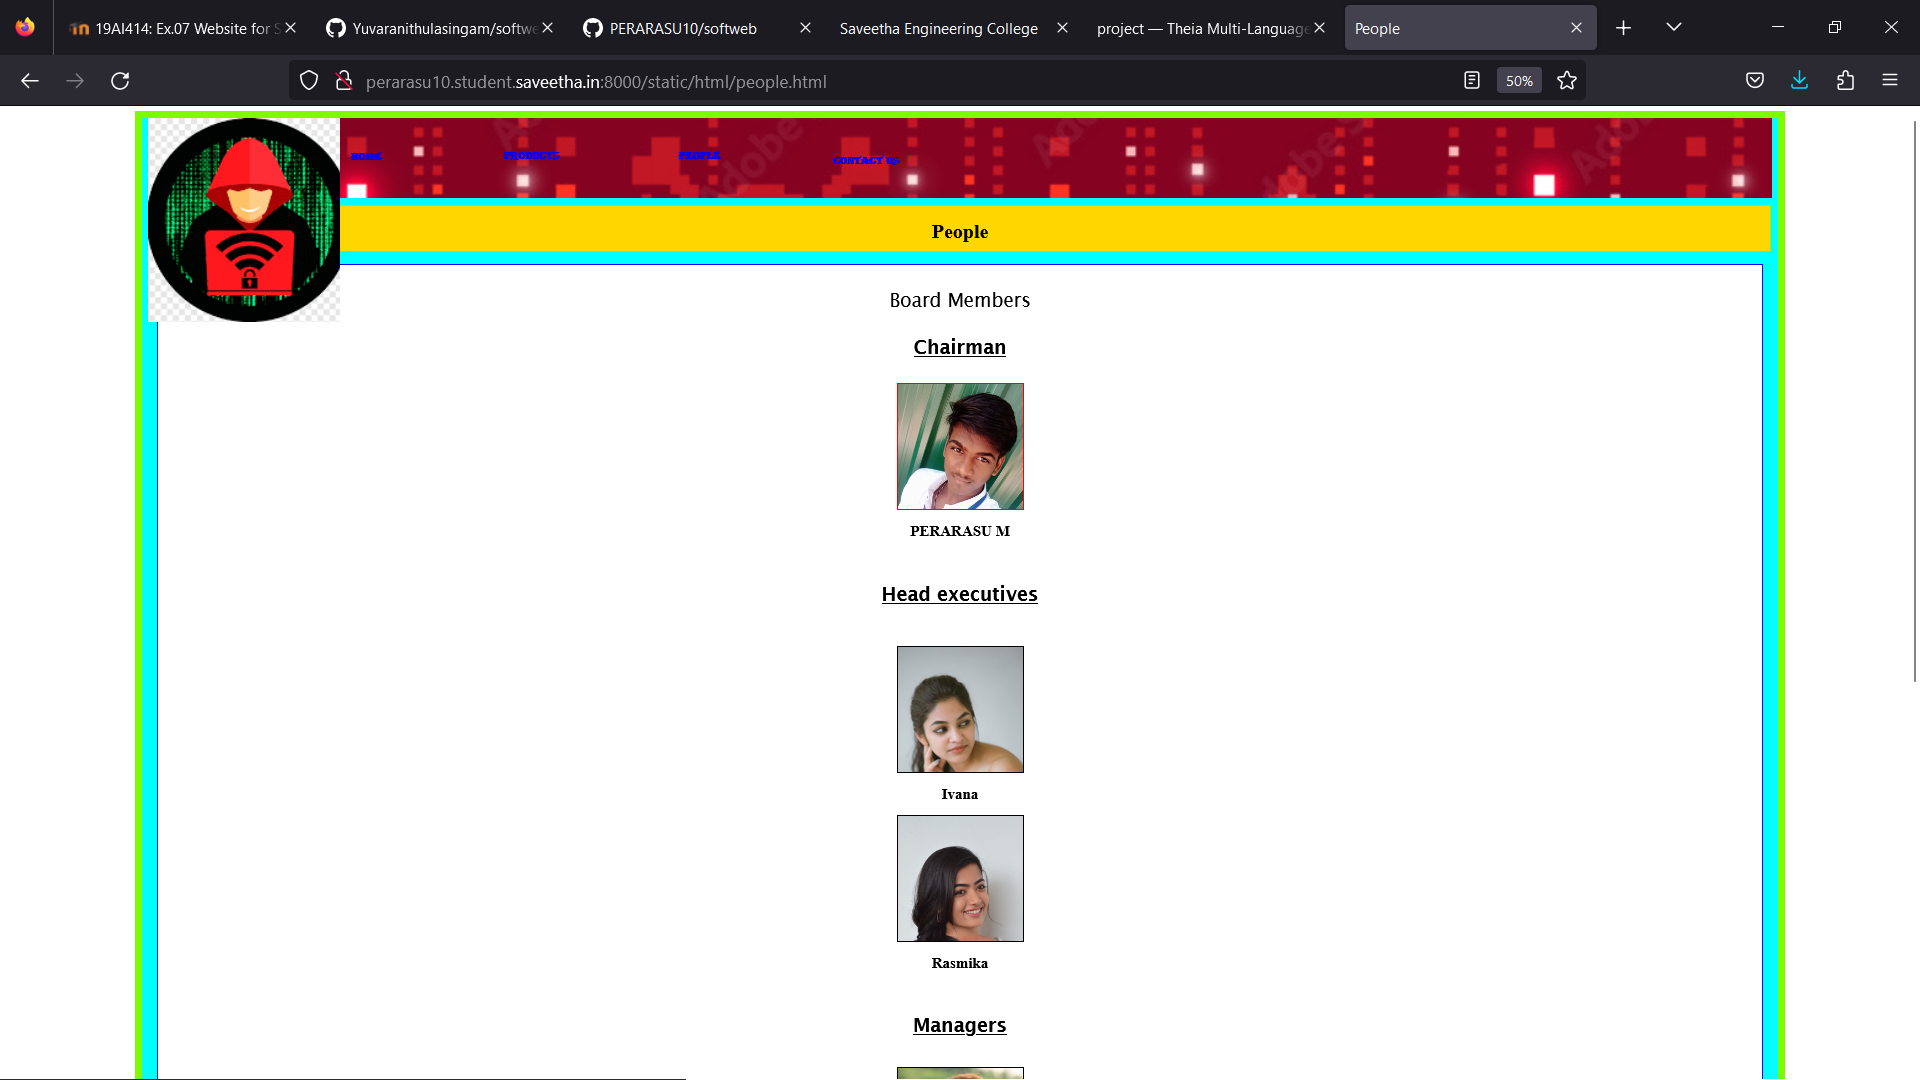 19AI414: Ex.07 Website for S
Yuvaranithulasingam/softwe
PERARASU10/softweb
Saveetha Engineering College
project — Theia Multi-Language
People
perarasu10.student.saveetha.in:8000/static/html/people.html
50%
HOME
PRODUCTS
PEOPLE
CONTACT US
People
Board Members
Chairman
PERARASU M
Head executives
Ivana
Rasmika
Managers